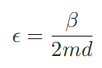 ϵ = β / 2md